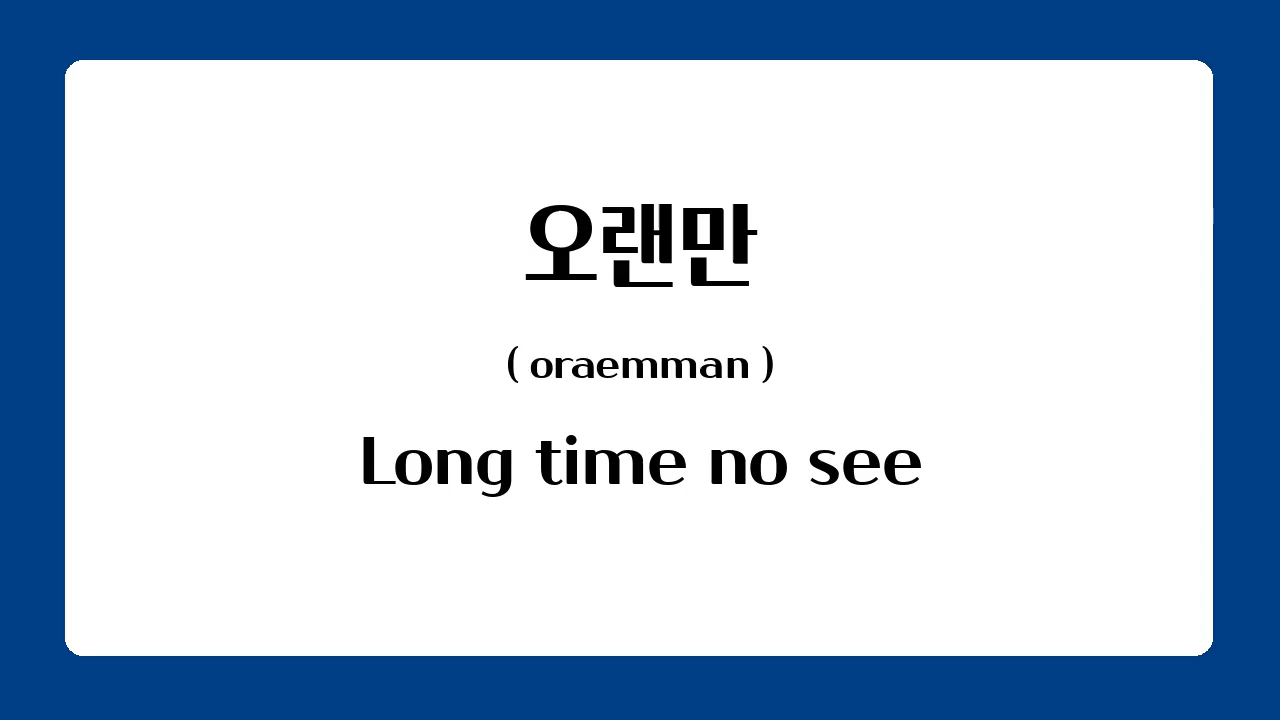 오랜만
( oraemman )
Long time no see